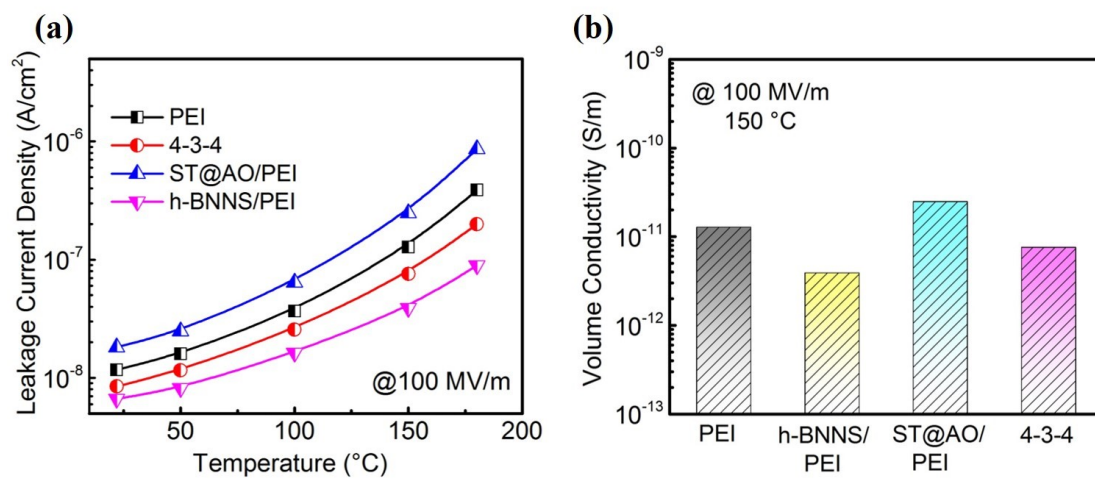 (a)
Leakage Current Density (A/cm²)
10⁻⁶
10⁻⁷
10⁻⁸
PEI
4-3-4
ST@AO/PEI
h-BNNS/PEI
@100 MV/m
50
100
150
200
Temperature (°C)
(b)
Volume Conductivity (S/m)
10⁻⁹
10⁻¹⁰
10⁻¹¹
10⁻¹²
10⁻¹³
@ 100 MV/m
150 °C
PEI
h-BNNS/
PEI
ST@AO/
PEI
4-3-4